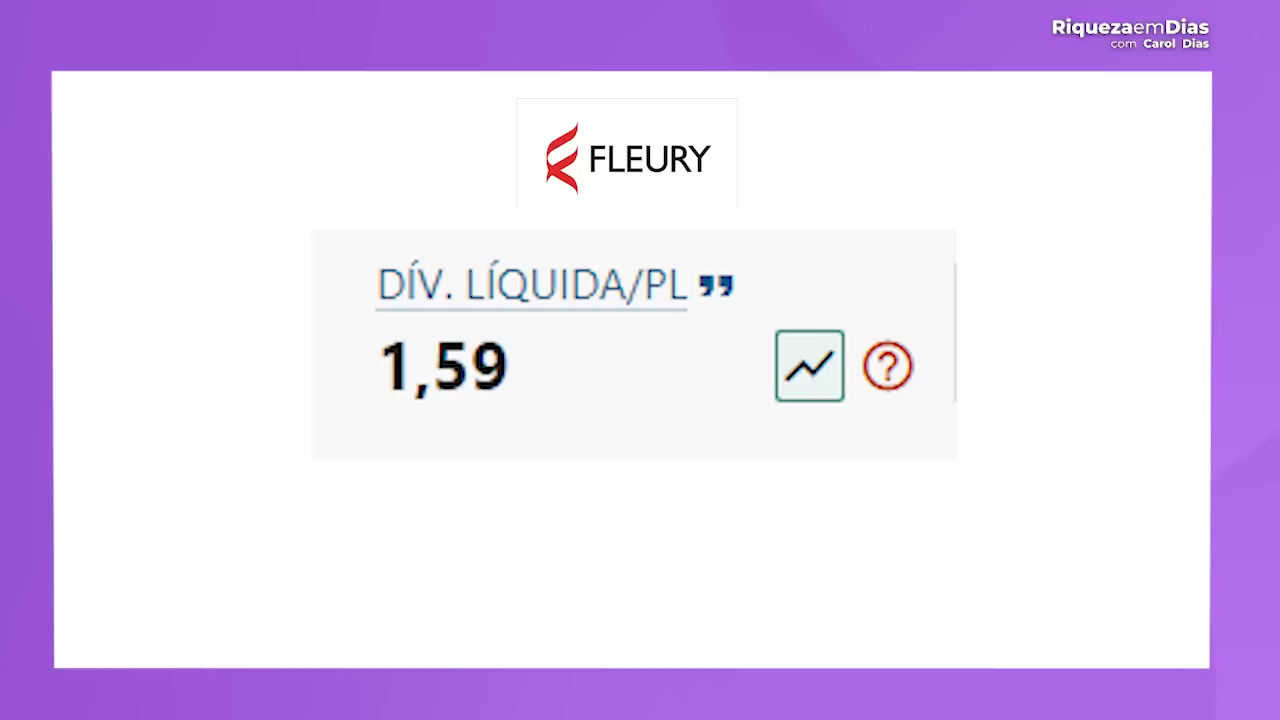 RiquezaemDias
com Carol Dias
FLEURY
DÍV. LÍQUIDA/PL
1,59